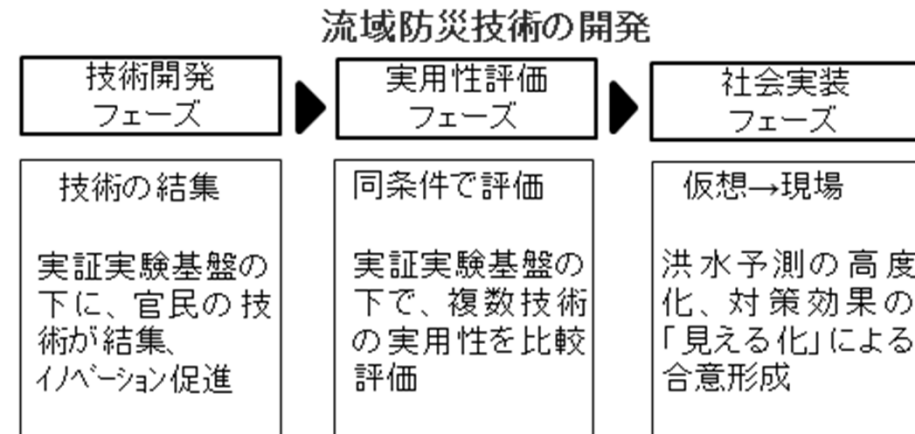 流域防災技術の開発
技術開発
フェーズ
実用性評価
フェーズ
社会実装
フェーズ
技術の結集
実証実験基盤の
下に、官民の技
術が結集、
イノベーション促進
同条件で評価
実証実験基盤の
下で、複数技術
の実用性を比較
評価
仮想→現場
洪水予測の高度
化、対策効果の
「見える化」による
合意形成